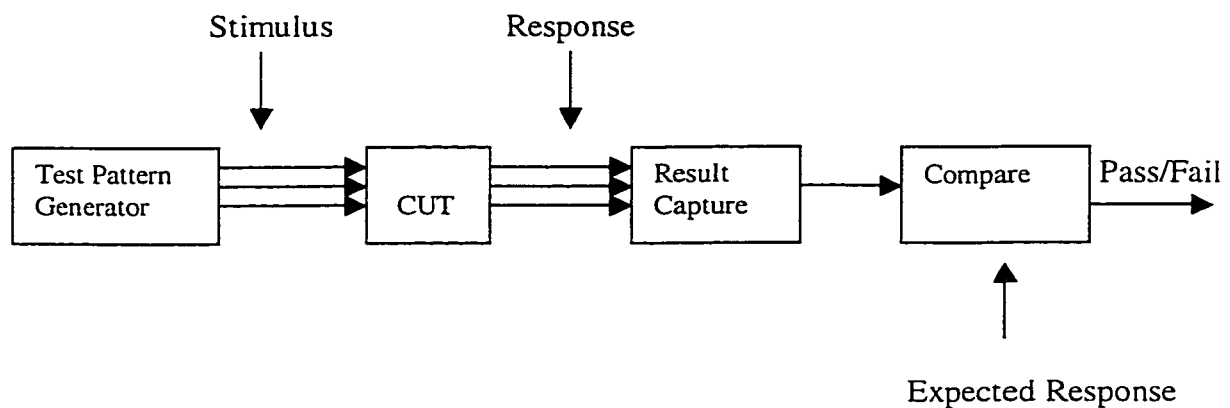 Stimulus
Response
Test Pattern
Generator
CUT
Result
Capture
Compare
Pass/Fail
Expected Response